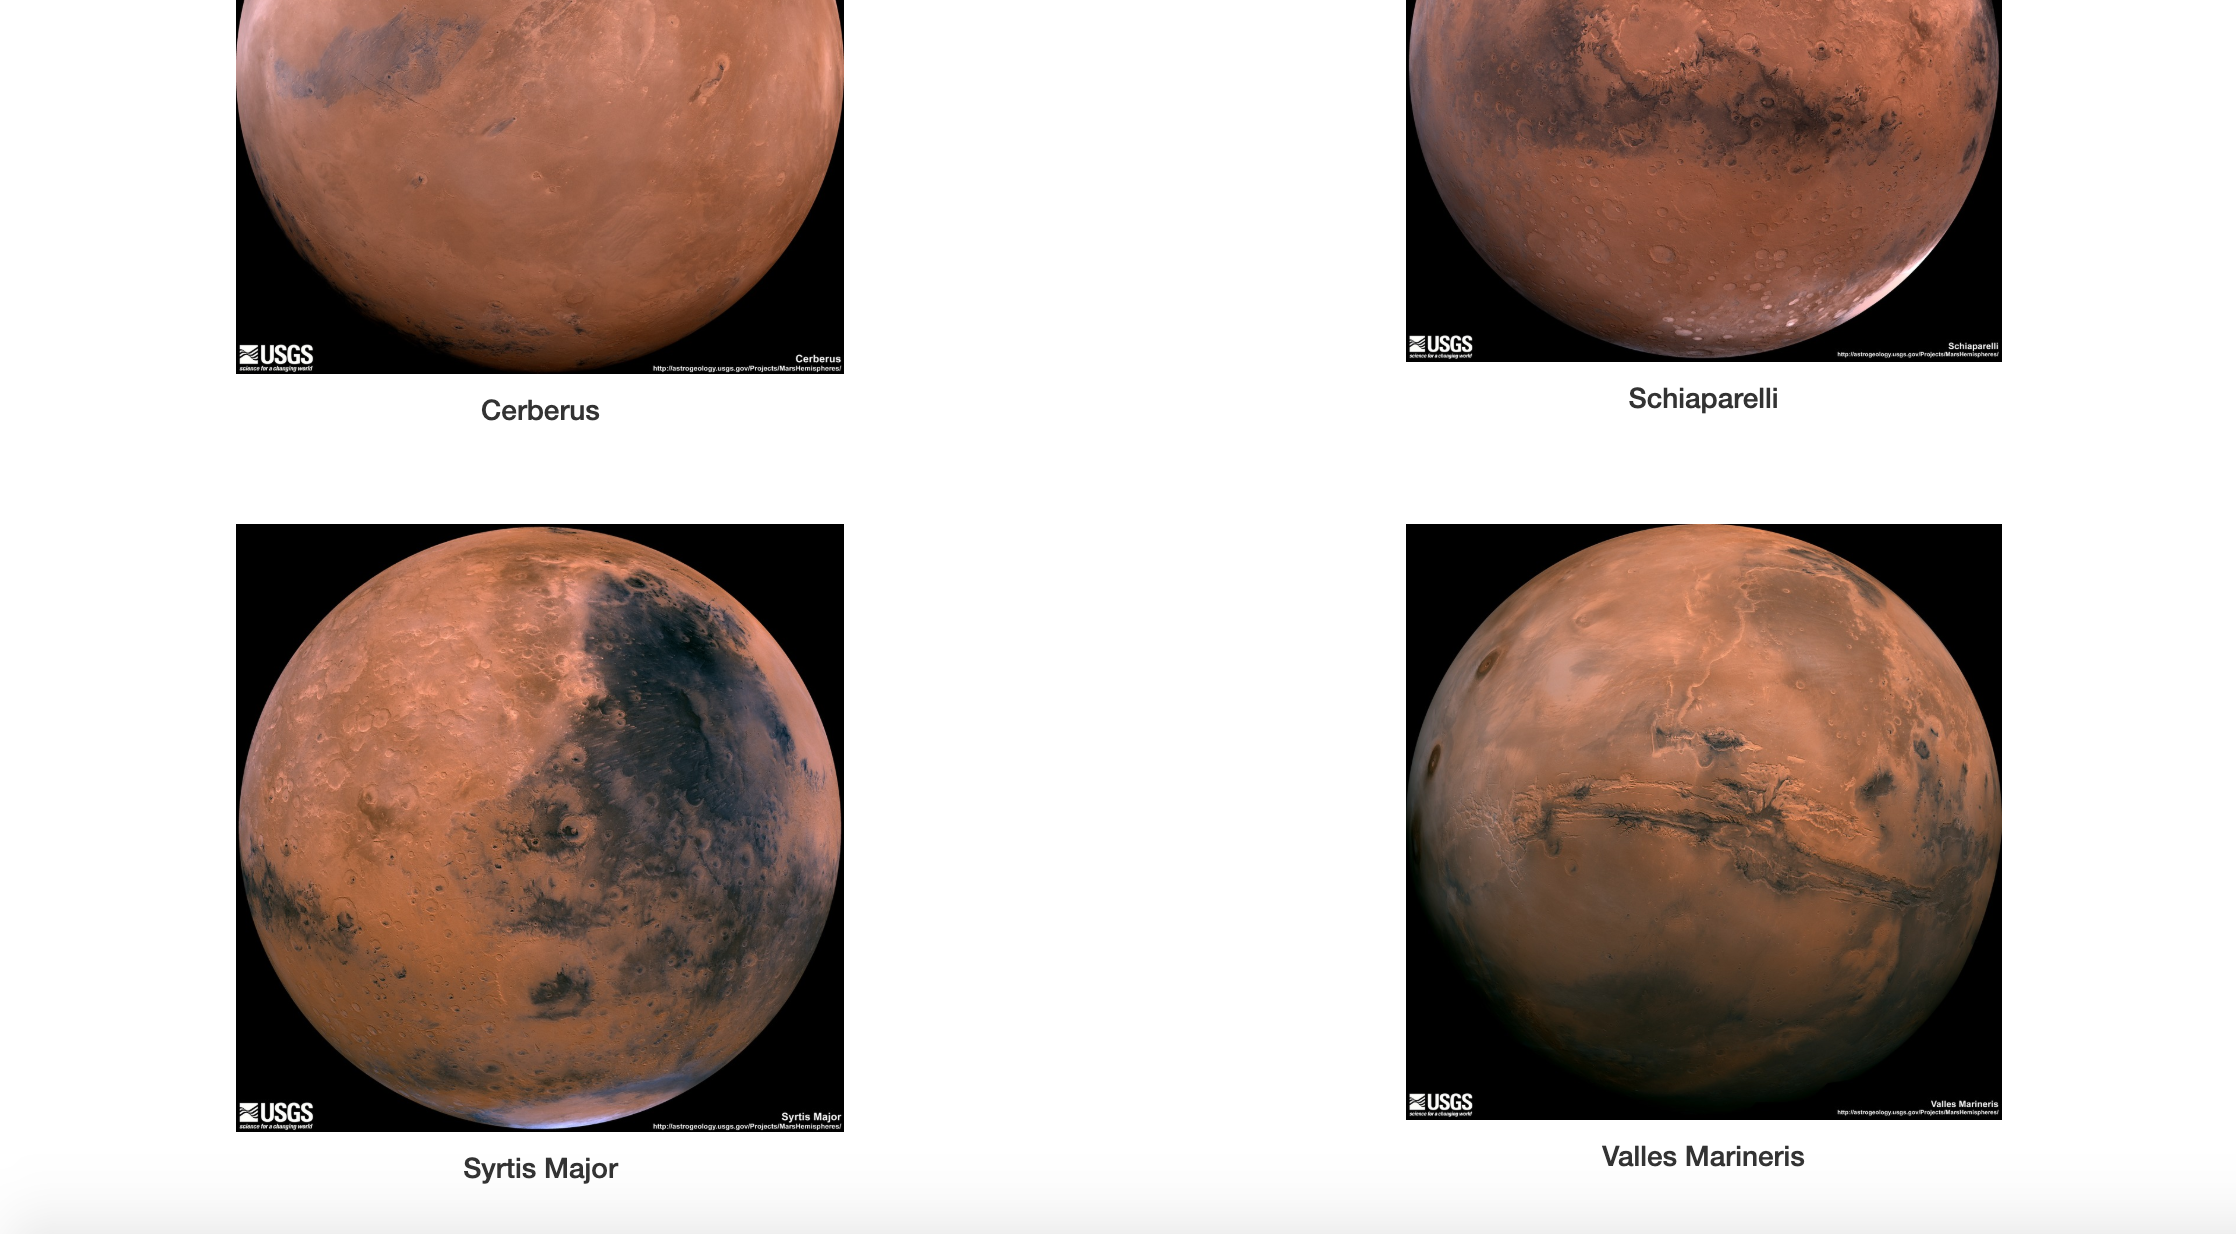 USGS
science for a changing world
Cerberus
http://astrogeology.usgs.gov/Projects/MarsHemispheres/
Cerberus
USGS
science for a changing world
Schiaparelli
http://astrogeology.usgs.gov/Projects/MarsHemispheres/
Schiaparelli
USGS
science for a changing world
Syrtis Major
http://astrogeology.usgs.gov/Projects/MarsHemispheres/
Syrtis Major
USGS
science for a changing world
Valles Marineris
http://astrogeology.usgs.gov/Projects/MarsHemispheres/
Valles Marineris